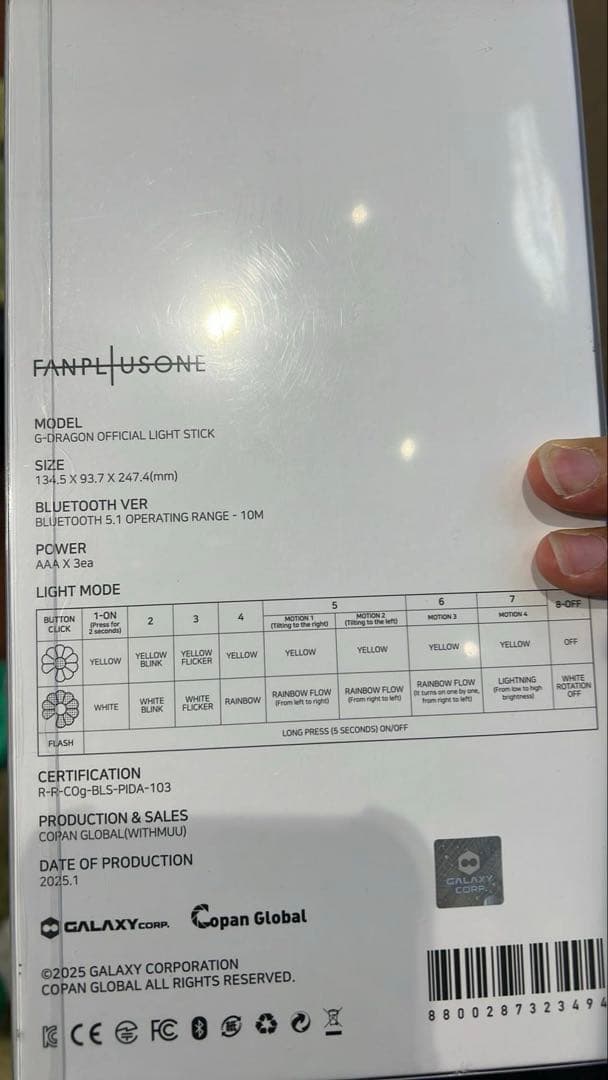 FANPLUSONE
MODEL
G-DRAGON OFFICIAL LIGHT STICK
SIZE
134.5 X 93.7 X 247.4(mm)
BLUETOOTH VER
BLUETOOTH 5.1 OPERATING RANGE - 10M
POWER
AAA X 3ea
LIGHT MODE
BUTTON CLICK 1-ON (Press for 2 seconds) 2 3 4 5 MOTION 1 (Tilting to the right) MOTION 2 (Tilting to the left) 6 MOTION 3 7 MOTION 4 8-OFF
YELLOW YELLOW BLINK YELLOW FLICKER YELLOW YELLOW YELLOW YELLOW YELLOW OFF
WHITE WHITE BLINK WHITE FLICKER RAINBOW RAINBOW FLOW (From left to right) RAINBOW FLOW (From right to left) RAINBOW FLOW (It turns on one by one, from right to left) LIGHTNING (From low to high brightness) WHITE ROTATION OFF
FLASH LONG PRESS (5 SECONDS) ON/OFF
CERTIFICATION
R-R-C0g-BLS-PIDA-103
PRODUCTION & SALES
COPAN GLOBAL(WITHMUU)
DATE OF PRODUCTION
2025.1
GALAXY CORP.
GALAXYCORP. Copan Global
©2025 GALAXY CORPORATION
COPAN GLOBAL ALL RIGHTS RESERVED.
CE FC
8 800287 323494